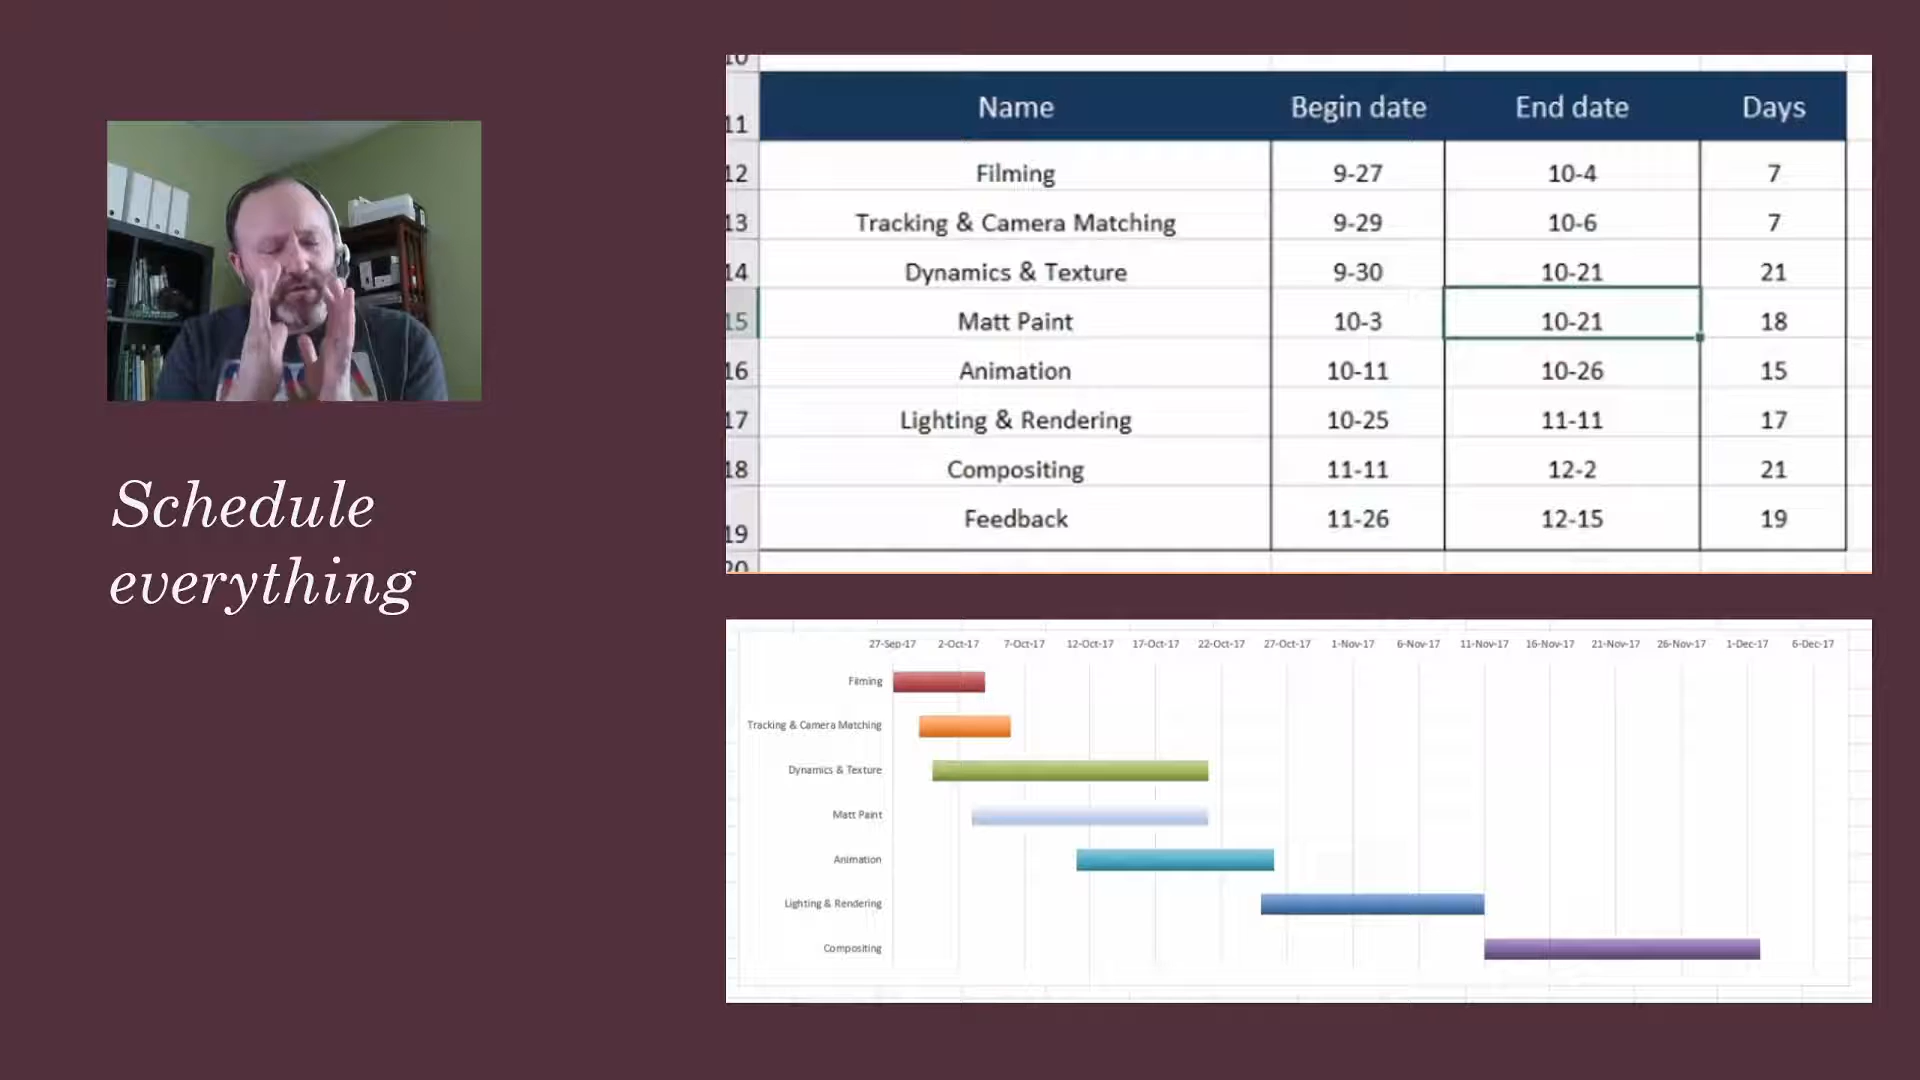 Schedule
everything
10
11 Name Begin date End date Days
12 Filming 9-27 10-4 7
13 Tracking & Camera Matching 9-29 10-6 7
14 Dynamics & Texture 9-30 10-21 21
15 Matt Paint 10-3 10-21 18
16 Animation 10-11 10-26 15
17 Lighting & Rendering 10-25 11-11 17
18 Compositing 11-11 12-2 21
19 Feedback 11-26 12-15 19
20
27-Sep-17 2-Oct-17 7-Oct-17 12-Oct-17 17-Oct-17 22-Oct-17 27-Oct-17 1-Nov-17 6-Nov-17 11-Nov-17 16-Nov-17 21-Nov-17 26-Nov-17 1-Dec-17 6-Dec-17
Filming
Tracking & Camera Matching
Dynamics & Texture
Matt Paint
Animation
Lighting & Rendering
Compositing